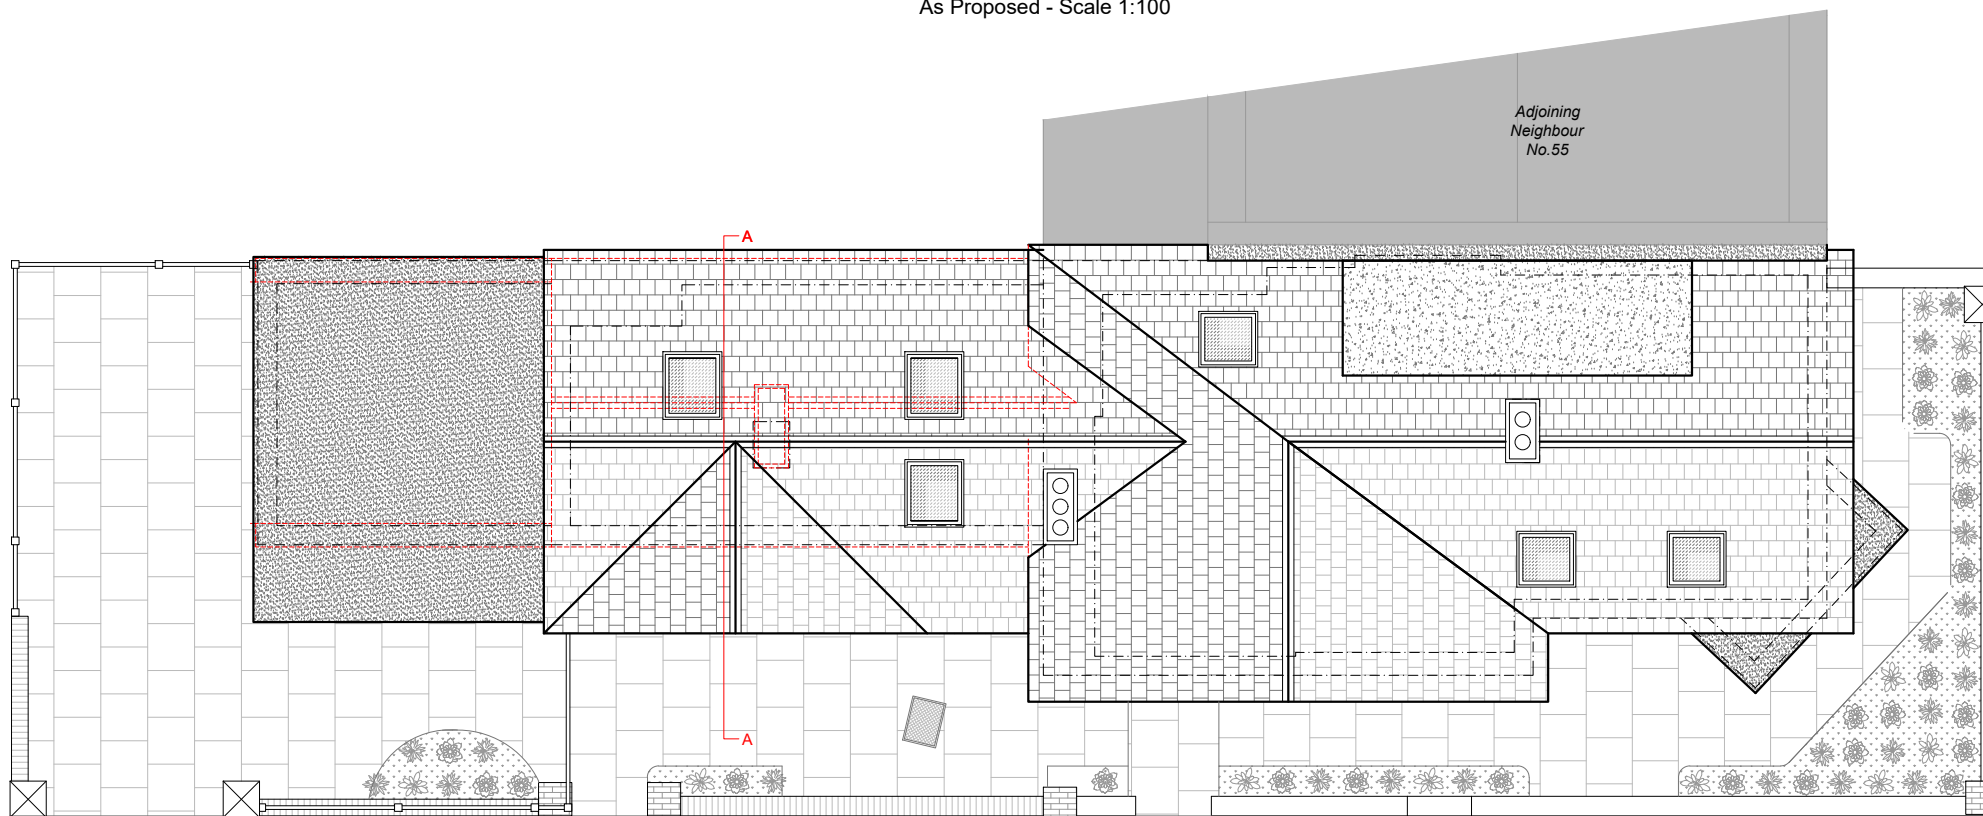 As Proposed - Scale 1:100
Adjoining
Neighbour
No.55
A
A